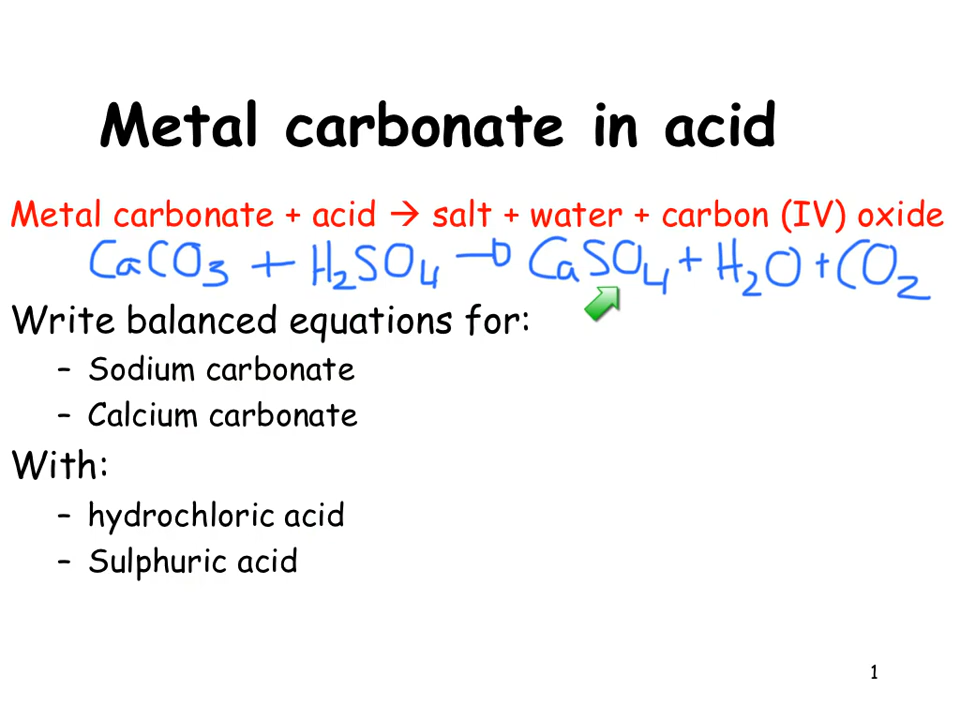 Metal carbonate in acid
Metal carbonate + acid → salt + water + carbon (IV) oxide
CaCO3 + H2SO4 → CaSO4 + H2O + CO2
Write balanced equations for:
– Sodium carbonate
– Calcium carbonate
With:
– hydrochloric acid
– Sulphuric acid
1